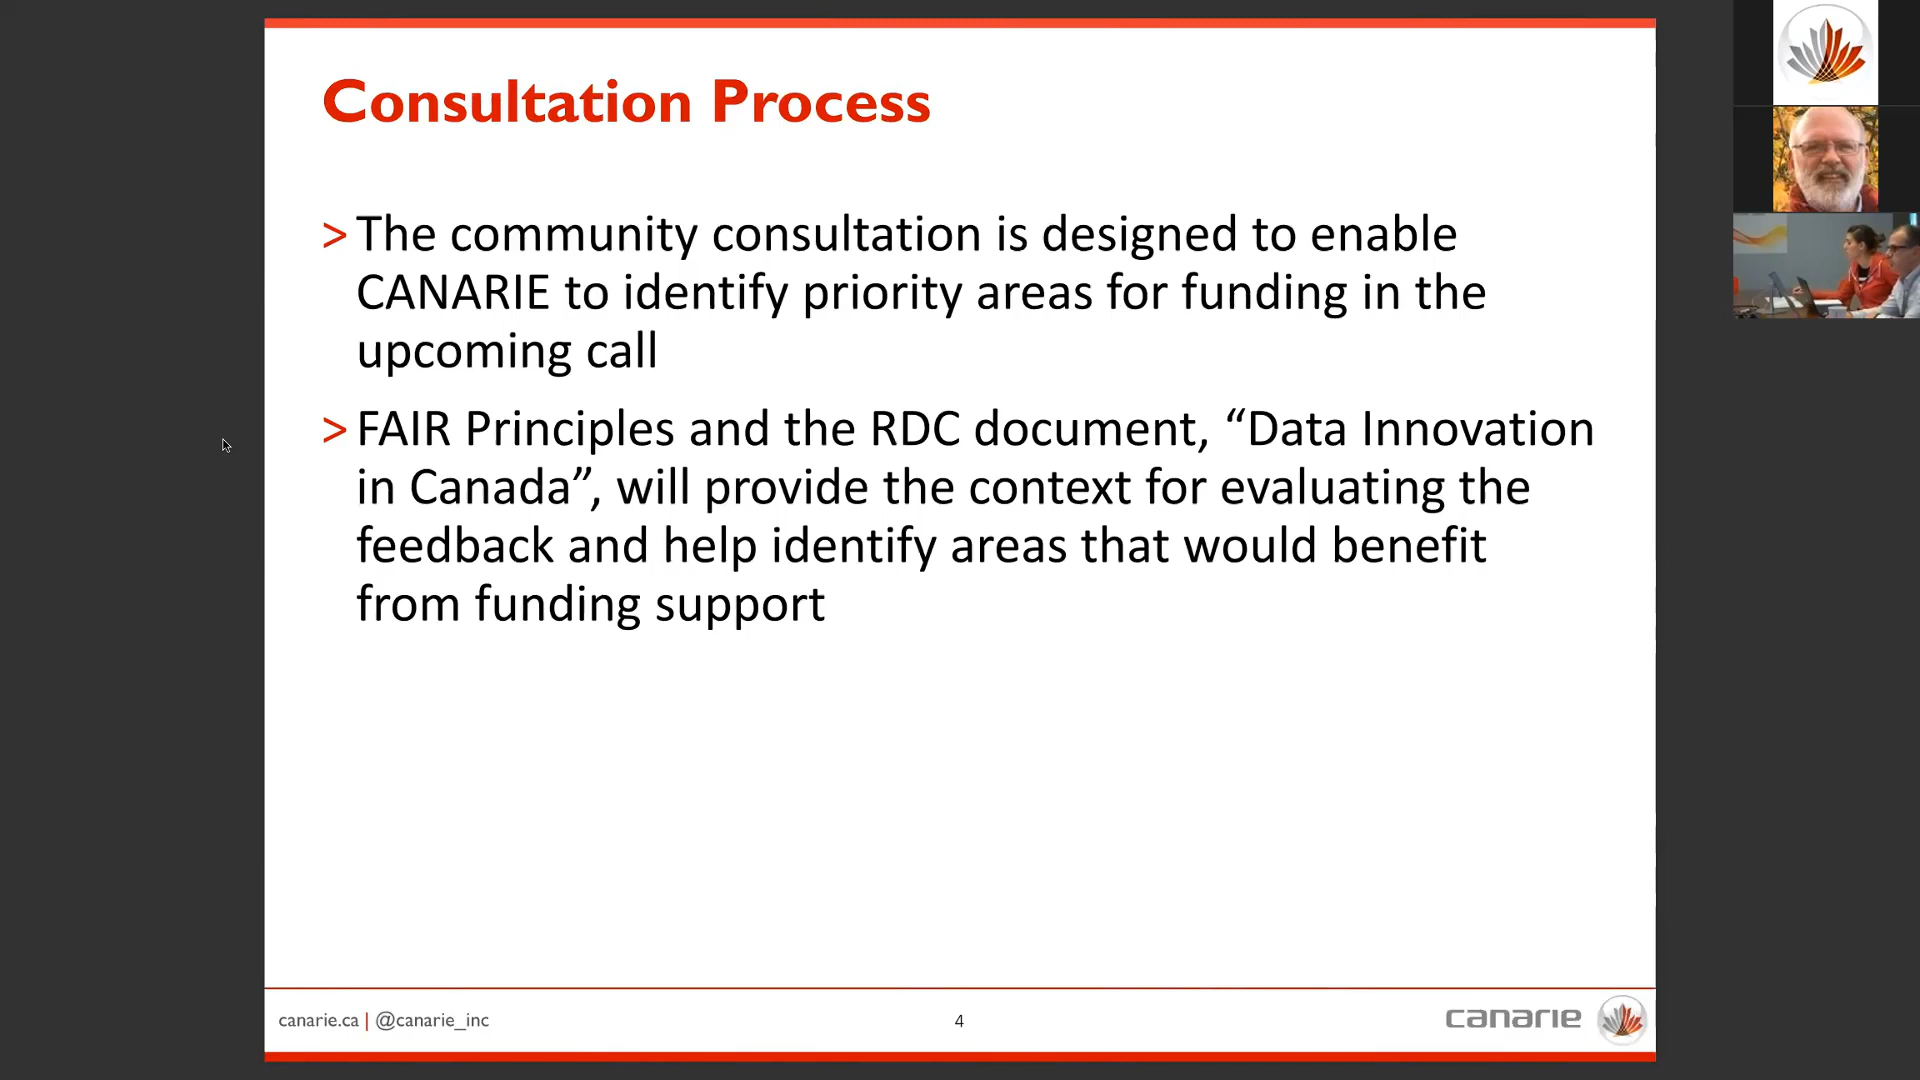 Consultation Process
> The community consultation is designed to enable
CANARIE to identify priority areas for funding in the
upcoming call
> FAIR Principles and the RDC document, “Data Innovation
in Canada”, will provide the context for evaluating the
feedback and help identify areas that would benefit
from funding support
canarie.ca | @canarie_inc
4
canarie